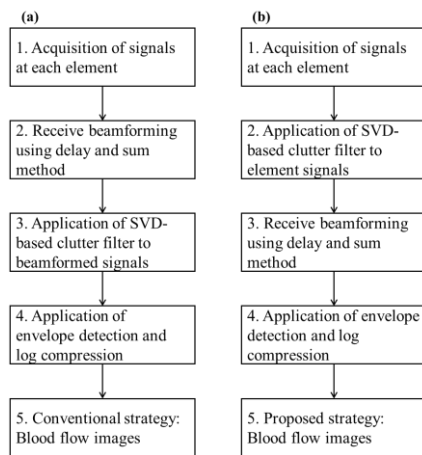 (a)
1. Acquisition of signals
at each element
2. Receive beamforming
using delay and sum
method
3. Application of SVD-
based clutter filter to
beamformed signals
4. Application of
envelope detection and
log compression
5. Conventional strategy:
Blood flow images
(b)
1. Acquisition of signals
at each element
2. Application of SVD-
based clutter filter to
element signals
3. Receive beamforming
using delay and sum
method
4. Application of envelope
detection and log
compression
5. Proposed strategy:
Blood flow images